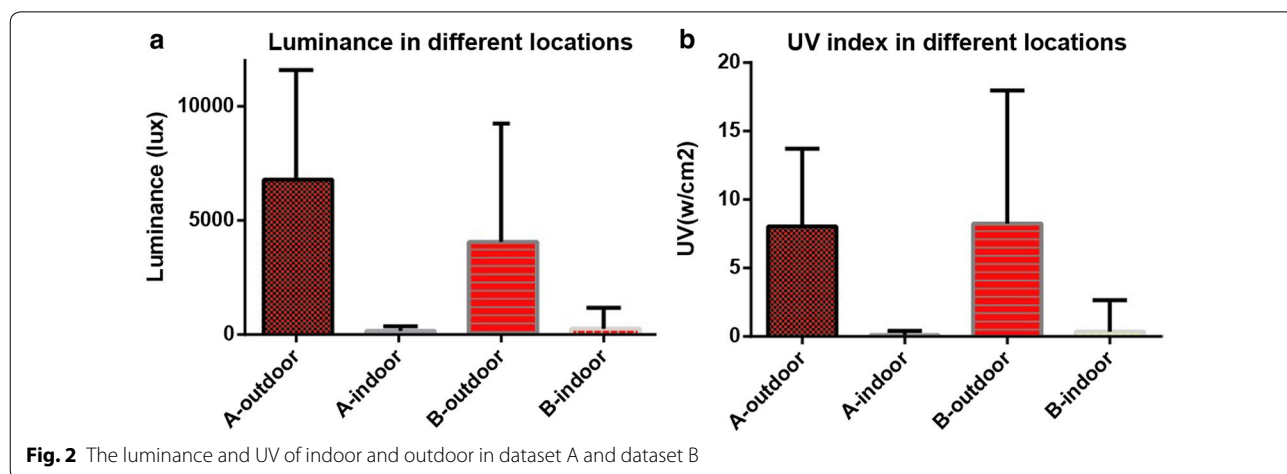 a
Luminance in different locations
Luminance (lux)
10000
5000
0
A-outdoor
A-indoor
B-outdoor
B-indoor
b
UV index in different locations
UV(w/cm2)
20
15
10
5
0
A-outdoor
A-indoor
B-outdoor
B-indoor
Fig. 2 The luminance and UV of indoor and outdoor in dataset A and dataset B